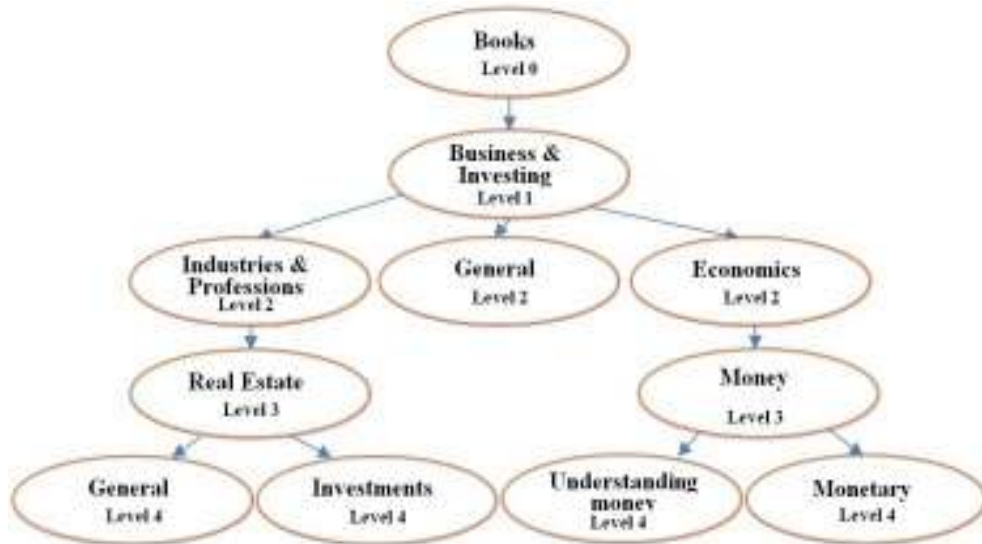 Books
Level 0
Business &
Investing
Level 1
Industries &
Professions
Level 2
General
Level 2
Economics
Level 2
Real Estate
Level 3
Money
Level 3
General
Level 4
Investments
Level 4
Understanding
money
Level 4
Monetary
Level 4